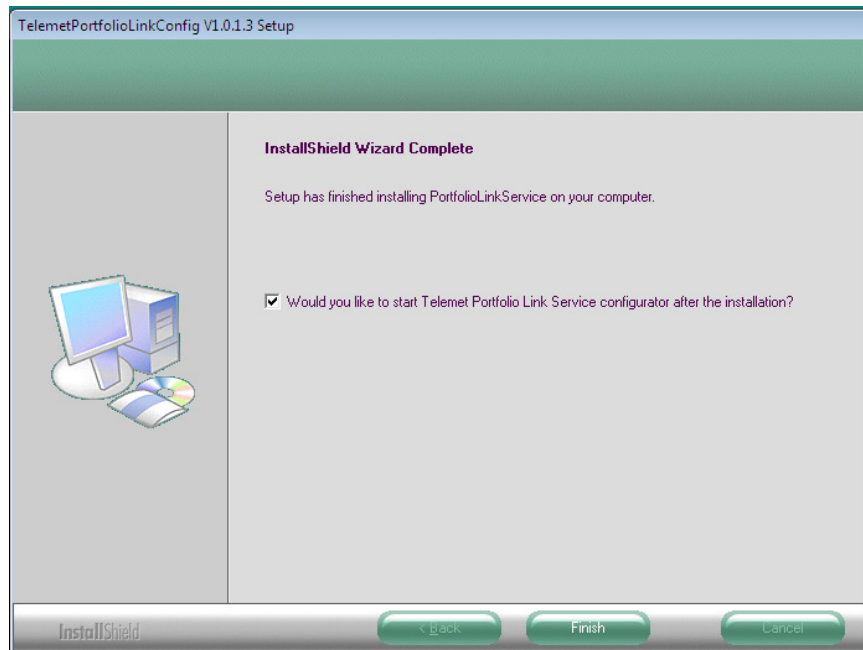 TelemetPortfolioLinkConfig V1.0.1.3 Setup
InstallShield Wizard Complete
Setup has finished installing PortfolioLinkService on your computer.
Would you like to start Telemet Portfolio Link Service configurator after the installation?
InstallShield
< Back
Finish
Cancel